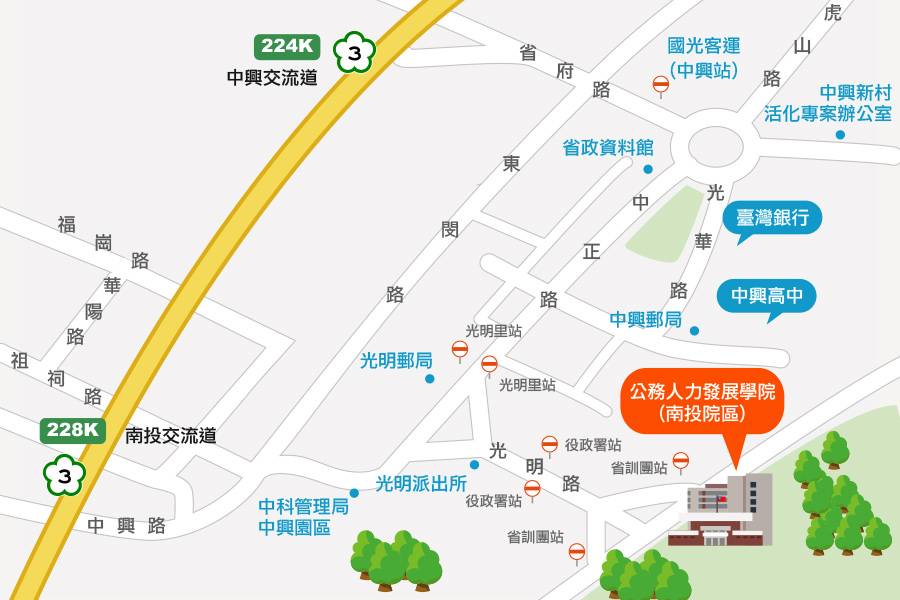 224K
3
中興交流道
省府路
國光客運
(中興站)
虎山路
中興新村
活化專案辦公室
省政資料館
東閔路
中正路
光華路
臺灣銀行
中興高中
福崗路
華陽路
祖祠路
中興郵局
光明里站
光明郵局
光明里站
公務人力發展學院
(南投院區)
228K
3
南投交流道
光明路
役政署站
省訓團站
光明派出所
役政署站
中科管理局
中興園區
中興路
省訓團站